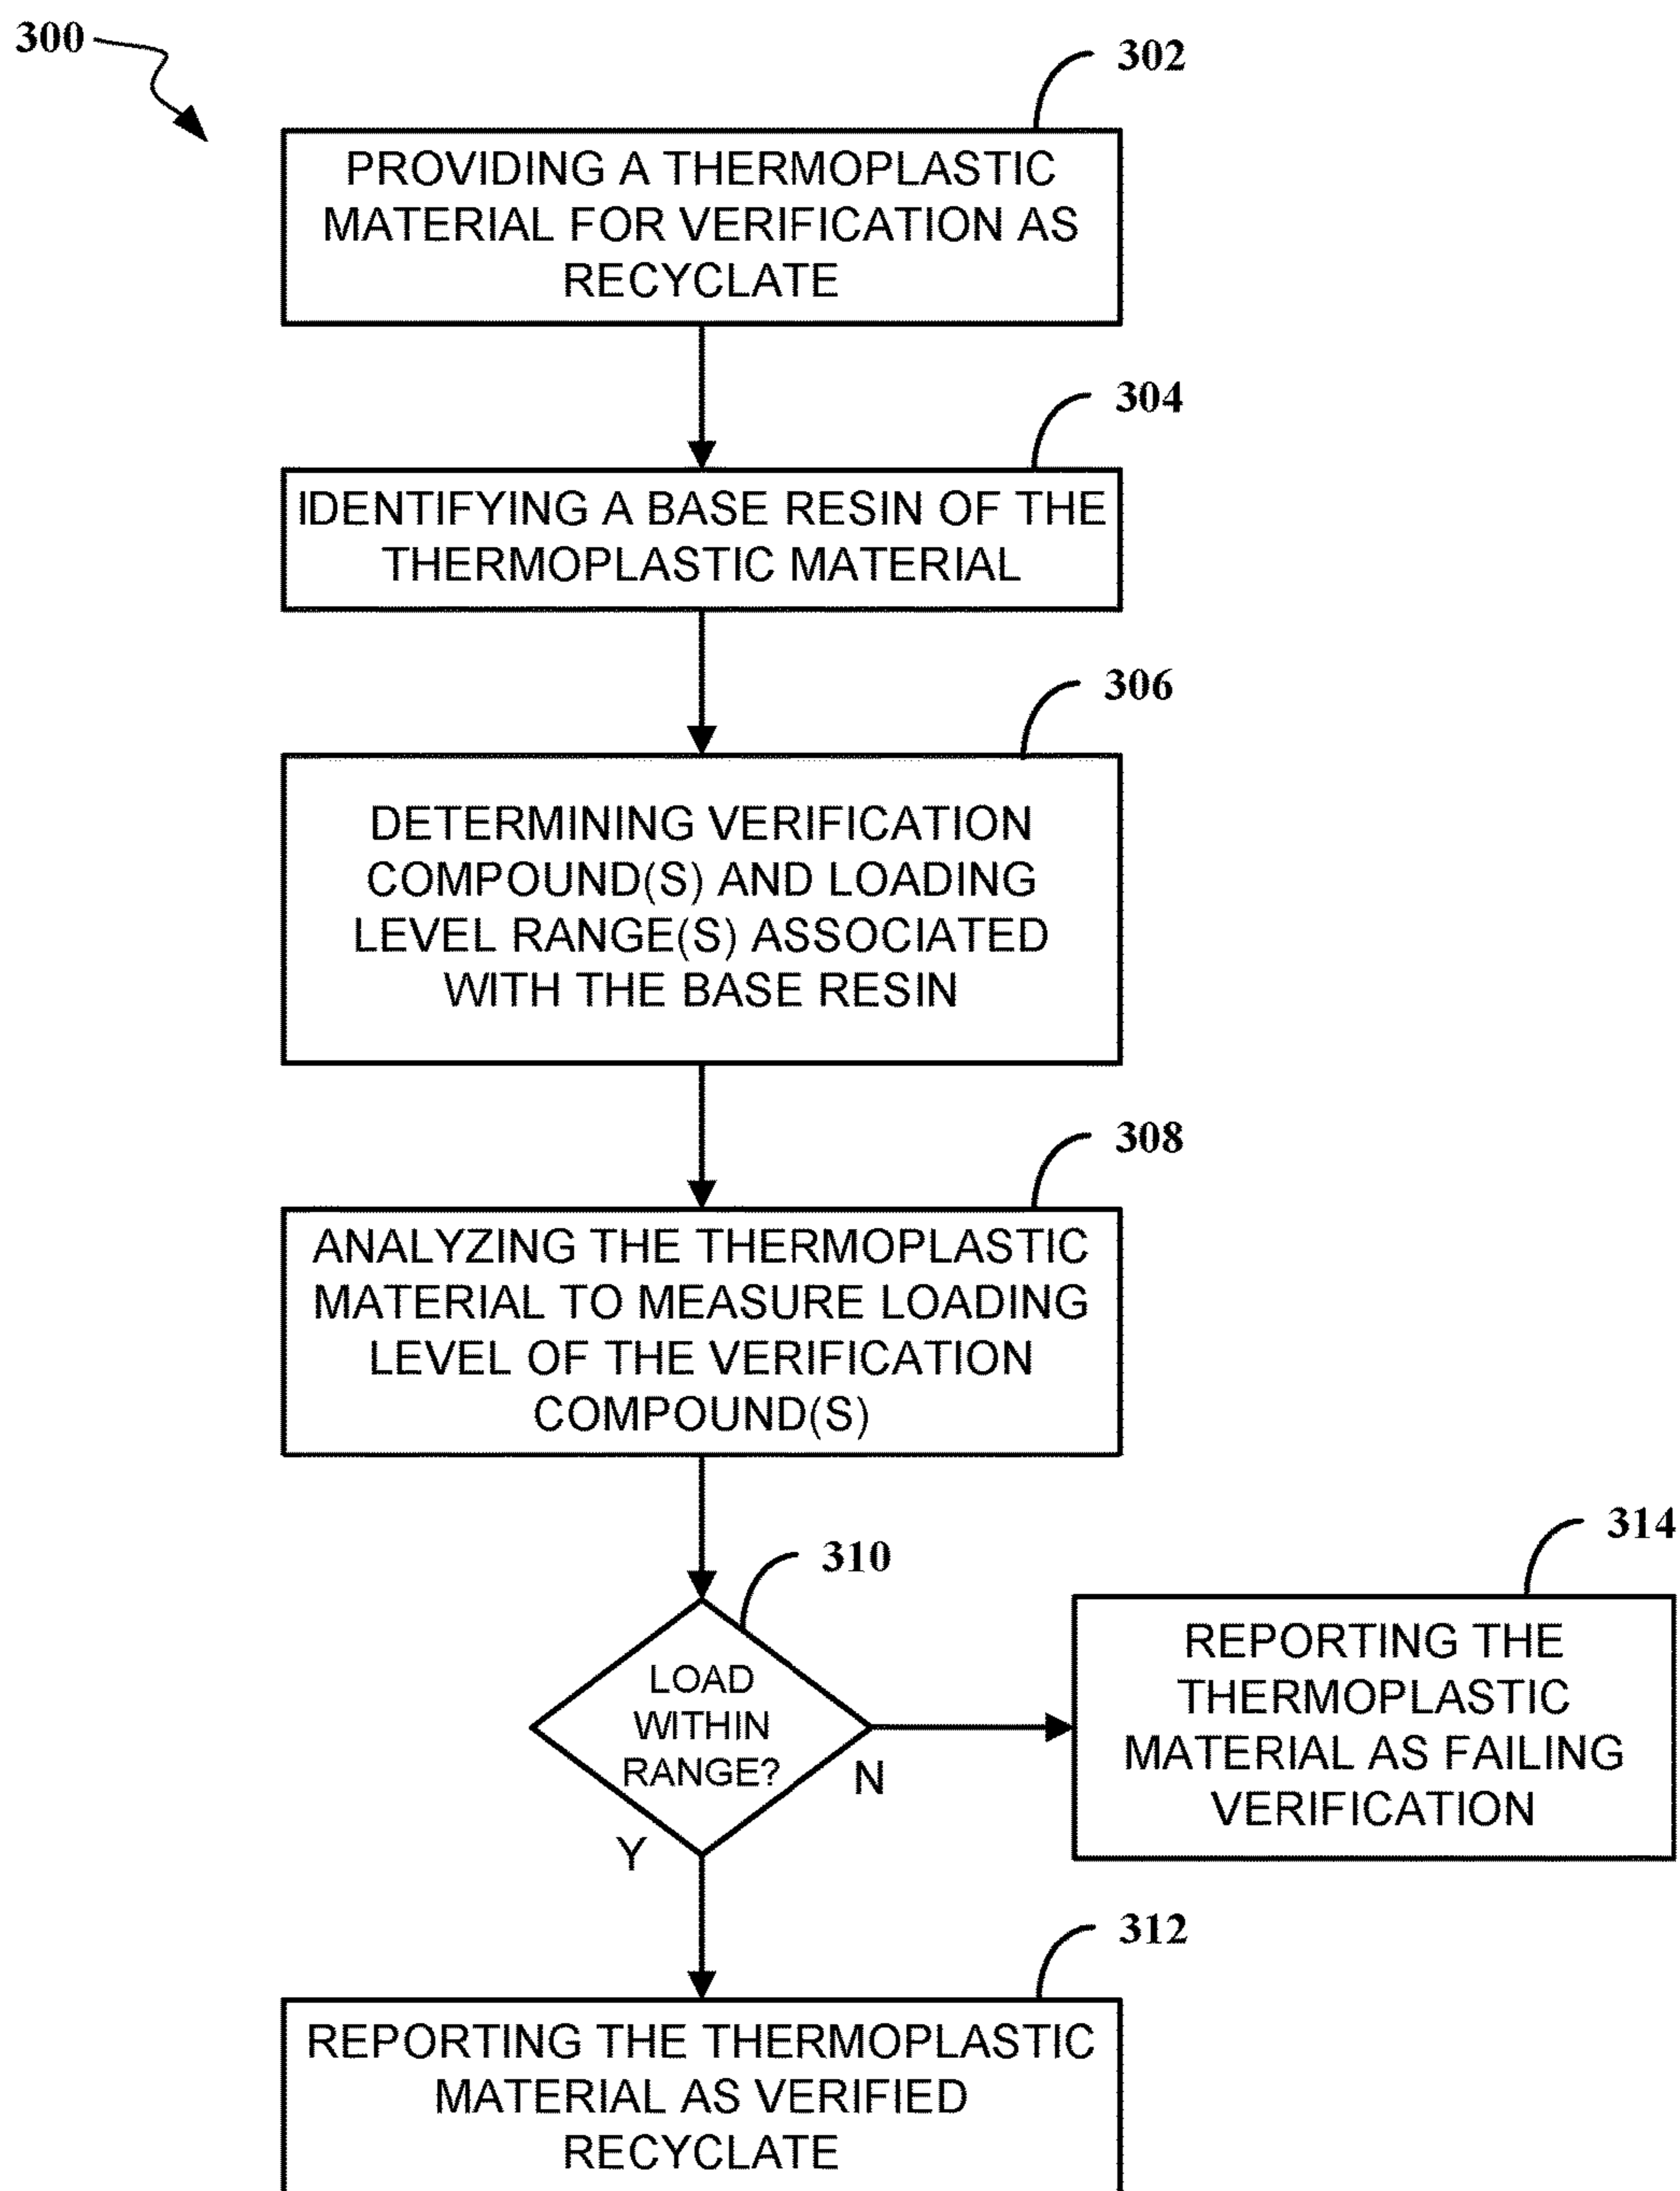 300
302
PROVIDING A THERMOPLASTIC
MATERIAL FOR VERIFICATION AS
RECYCLATE
304
IDENTIFYING A BASE RESIN OF THE
THERMOPLASTIC MATERIAL
306
DETERMINING VERIFICATION
COMPOUND(S) AND LOADING
LEVEL RANGE(S) ASSOCIATED
WITH THE BASE RESIN
308
ANALYZING THE THERMOPLASTIC
MATERIAL TO MEASURE LOADING
LEVEL OF THE VERIFICATION
COMPOUND(S)
310
LOAD
WITHIN
RANGE?
N
Y
314
REPORTING THE
THERMOPLASTIC
MATERIAL AS FAILING
VERIFICATION
312
REPORTING THE THERMOPLASTIC
MATERIAL AS VERIFIED
RECYCLATE